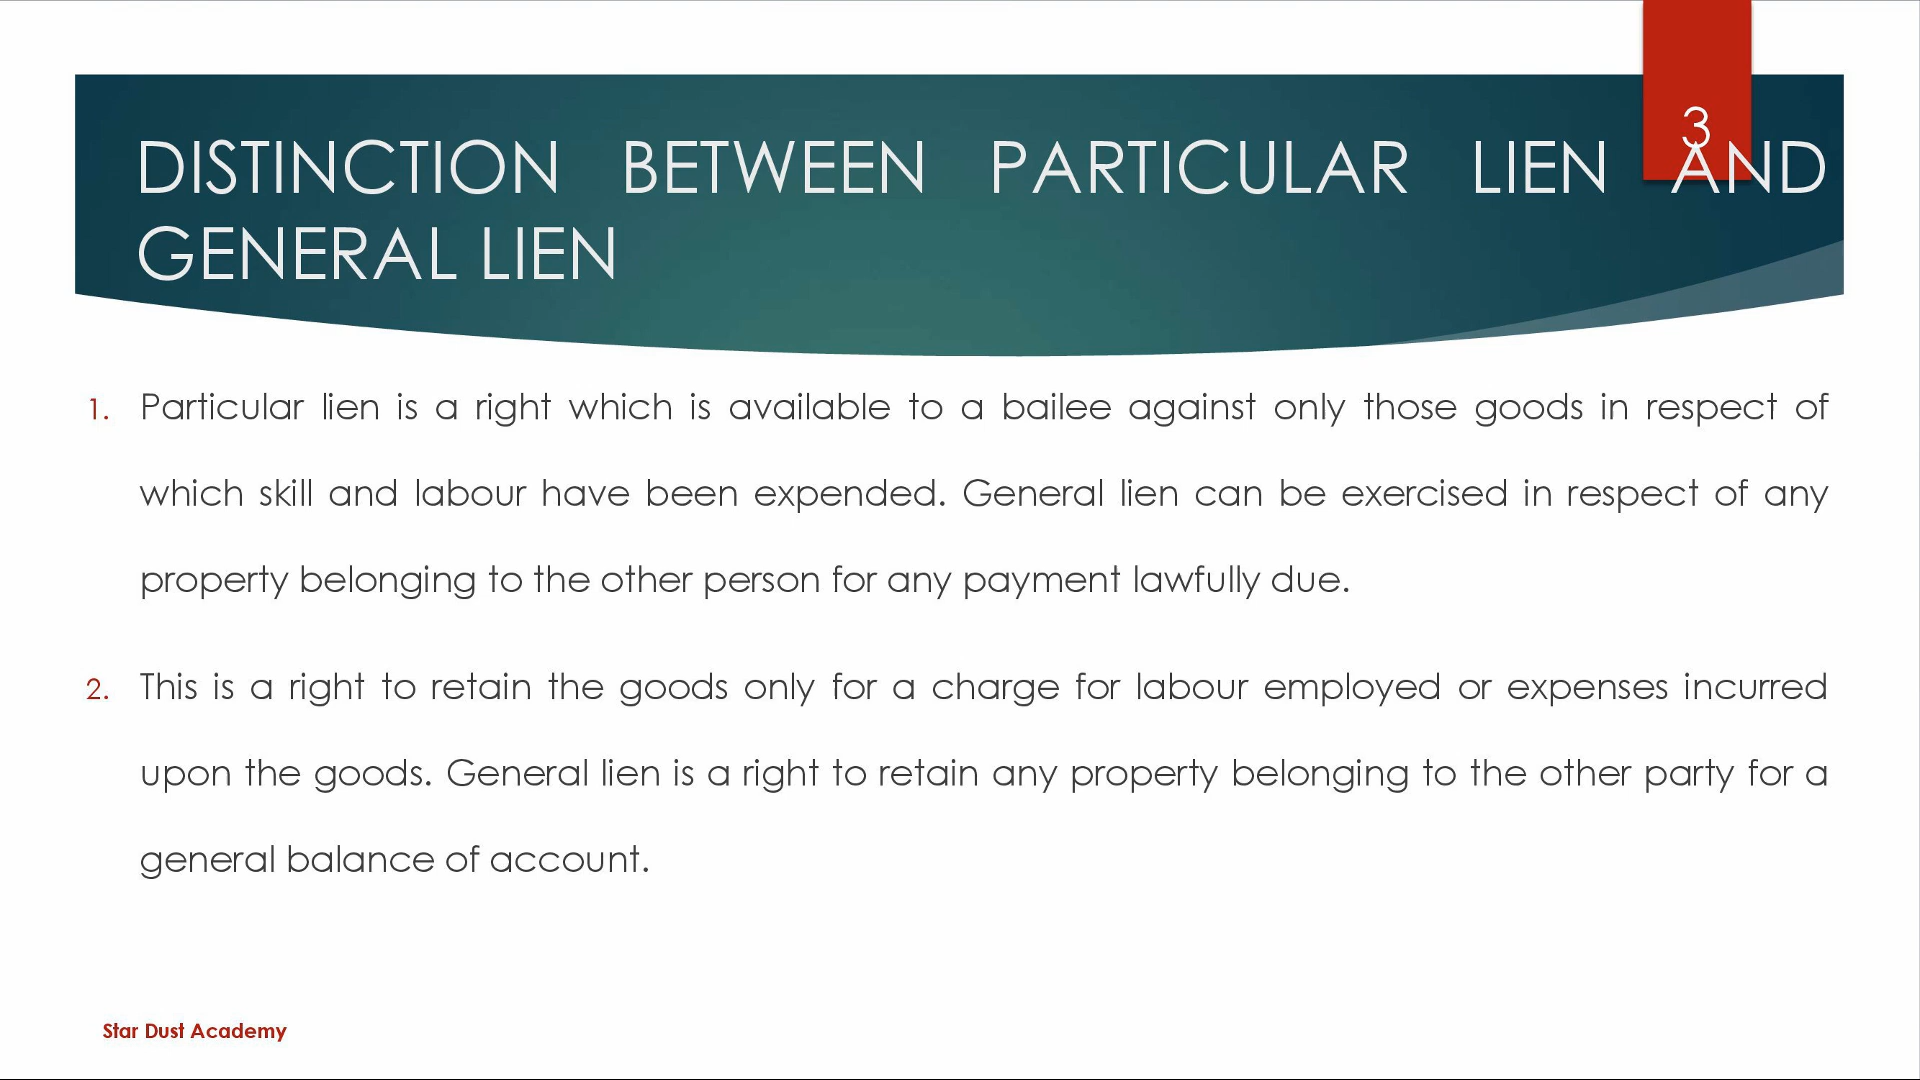 3
DISTINCTION BETWEEN PARTICULAR LIEN AND
GENERAL LIEN
1. Particular lien is a right which is available to a bailee against only those goods in respect of
which skill and labour have been expended. General lien can be exercised in respect of any
property belonging to the other person for any payment lawfully due.
2. This is a right to retain the goods only for a charge for labour employed or expenses incurred
upon the goods. General lien is a right to retain any property belonging to the other party for a
general balance of account.
Star Dust Academy